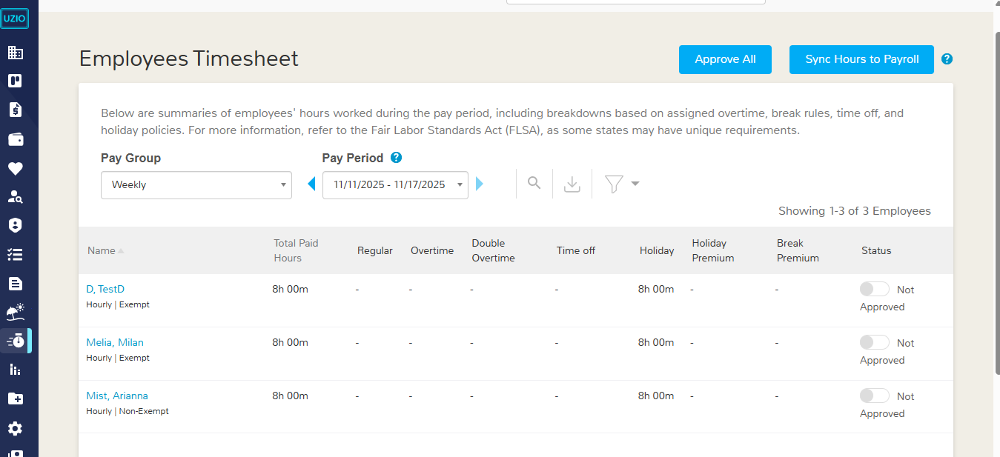 UZIO
Employees Timesheet
Approve All
Sync Hours to Payroll
?
Below are summaries of employees' hours worked during the pay period, including breakdowns based on assigned overtime, break rules, time off, and
holiday policies. For more information, refer to the Fair Labor Standards Act (FLSA), as some states may have unique requirements.
Pay Group
Pay Period ?
Weekly
11/11/2025 - 11/17/2025
Showing 1-3 of 3 Employees
Name
Total Paid
Hours
Regular
Overtime
Double
Overtime
Time off
Holiday
Holiday
Premium
Break
Premium
Status
D, TestD
Hourly | Exempt
8h 00m - - - - 8h 00m - -
Not
Approved
Melia, Milan
Hourly | Exempt
8h 00m - - - - 8h 00m - -
Not
Approved
Mist, Arianna
Hourly | Non-Exempt
8h 00m - - - - 8h 00m - -
Not
Approved